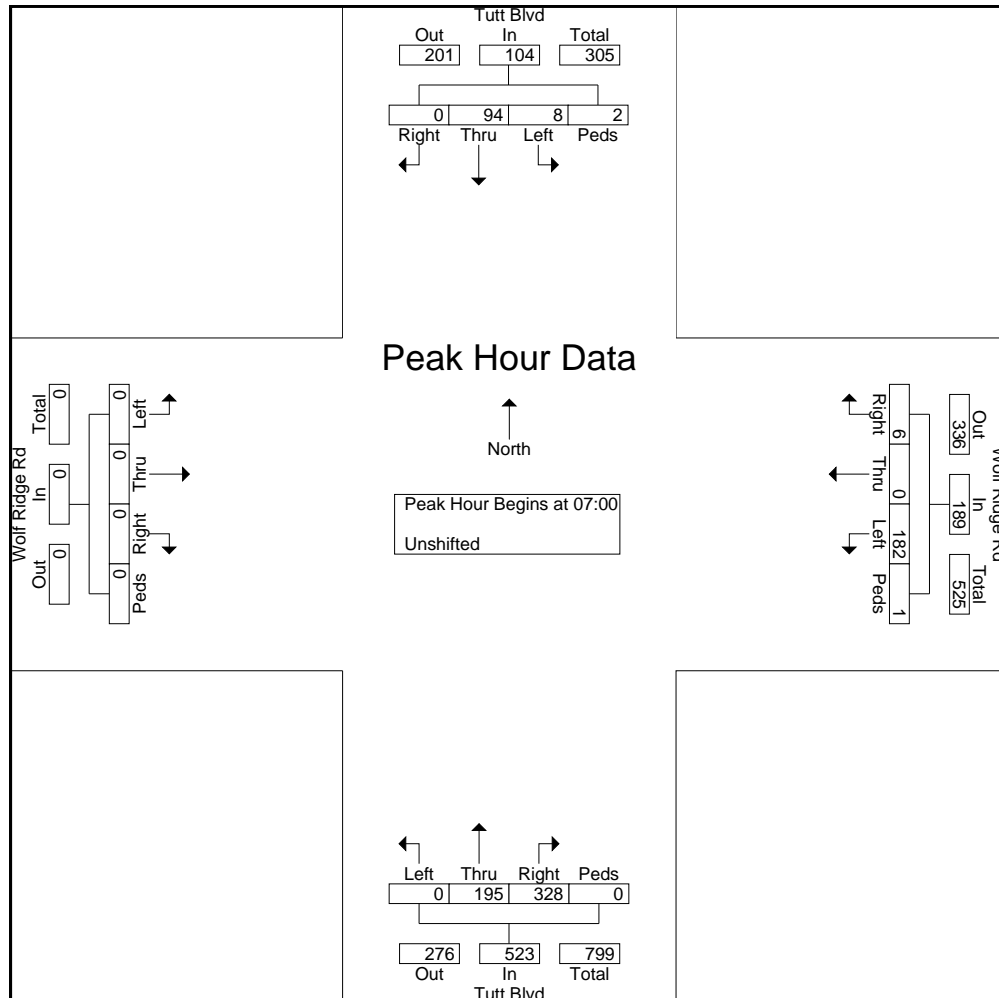 Tutt Blvd
Out In Total
201 104 305
0 94 8 2
Right Thru Left Peds
Peak Hour Data
North
Peak Hour Begins at 07:00
Unshifted
Wolf Ridge Rd
Total In Out
0 0 0
0 0 0 0
Left Thru Right Peds
Right Thru Left Peds
6 0 182 1
336 189 525
Out In Total
Wolf Ridge Rd
Left Thru Right Peds
0 195 328 0
276 523 799
Out In Total
Tutt Blvd